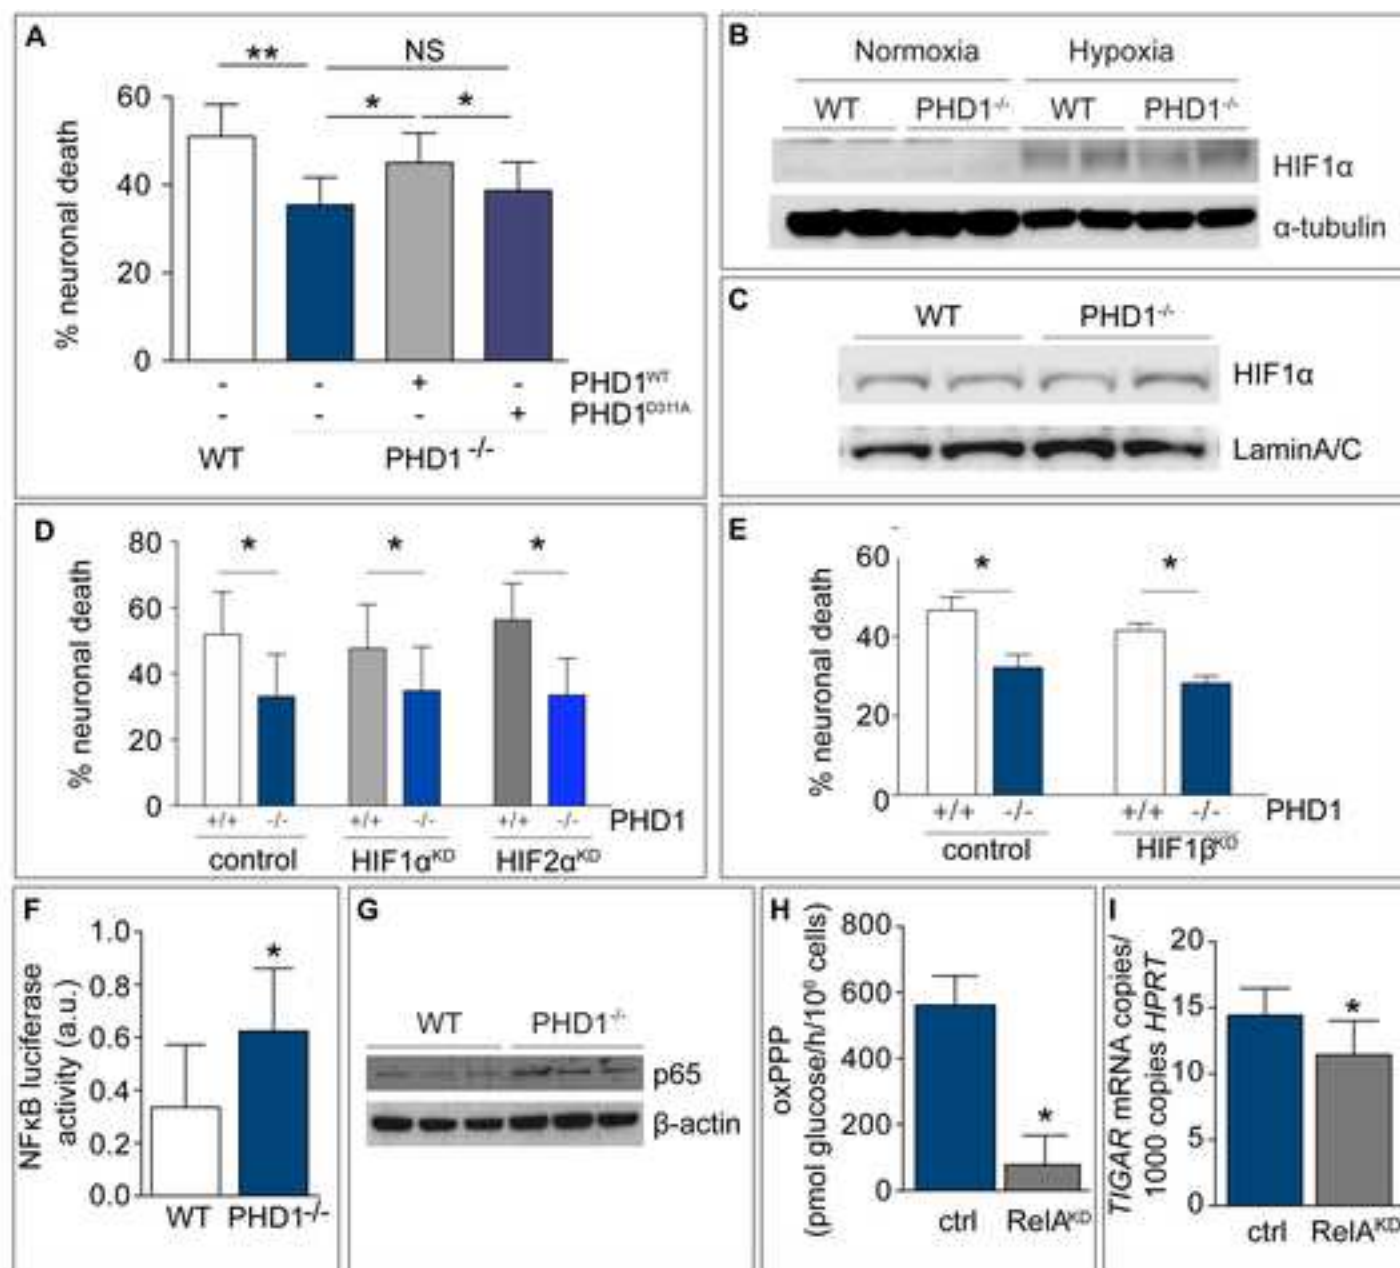 A
**
NS
*
*
% neuronal death
60
40
20
0
- - + - PHD1WT
- - - + PHD1D311A
WT PHD1-/-
B
Normoxia Hypoxia
WT PHD1-/- WT PHD1-/-
HIF1α
α-tubulin
C
WT PHD1-/-
HIF1α
LaminA/C
D
% neuronal death
80
60
40
20
0
* * *
+/+ -/- +/+ -/- +/+ -/- PHD1
control HIF1αKD HIF2αKD
E
% neuronal death
60
40
20
0
* *
+/+ -/- +/+ -/- PHD1
control HIF1βKD
F
NFκB luciferase
activity (a.u.)
1.0
0.8
0.6
0.4
0.2
0.0
*
WT PHD1-/-
G
WT PHD1-/-
p65
β-actin
H
oxPPP
(pmol glucose/h/10⁶ cells)
800
600
400
200
0
*
ctrl RelAKD
I
TIGAR mRNA copies/
1000 copies HPRT
20
15
10
5
0
*
ctrl RelAKD